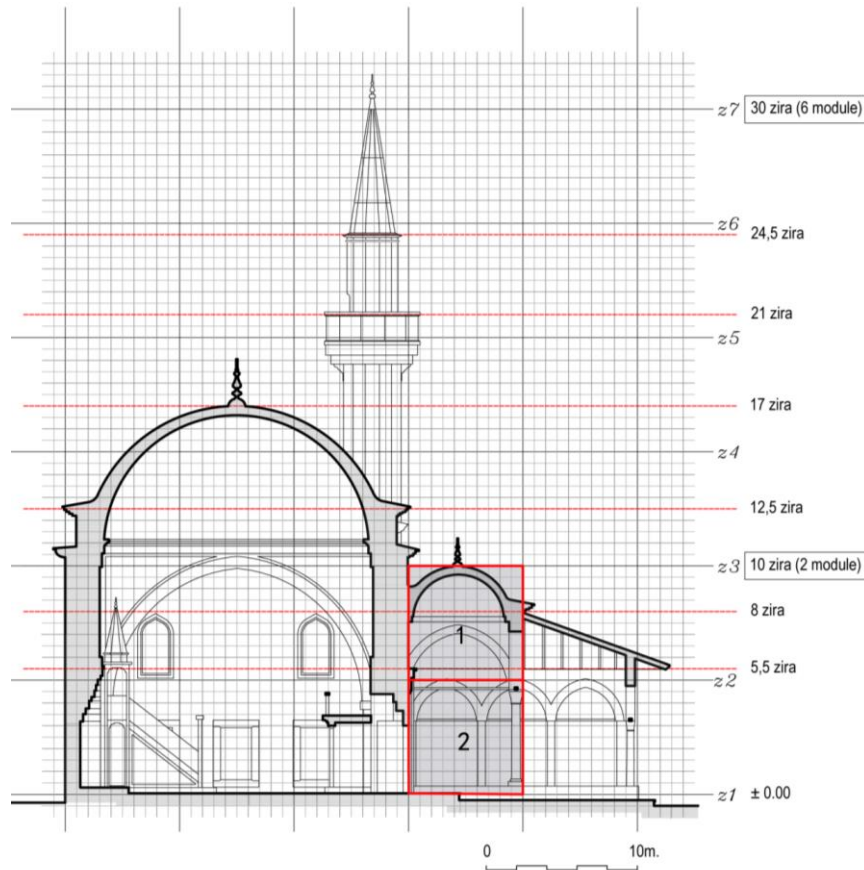 z7 30 zira (6 module)
z6
24,5 zira
21 zira
z5
17 zira
z4
12,5 zira
z3 10 zira (2 module)
8 zira
1
5,5 zira
z2
2
z1 ± 0.00
0 10m.